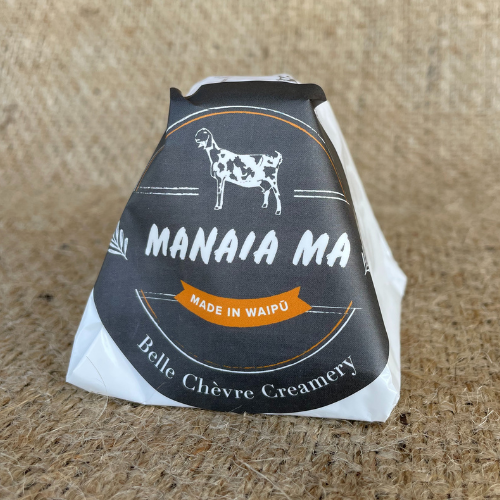 MANAIA MA
MADE IN WAIPŪ
Belle Chèvre Creamery